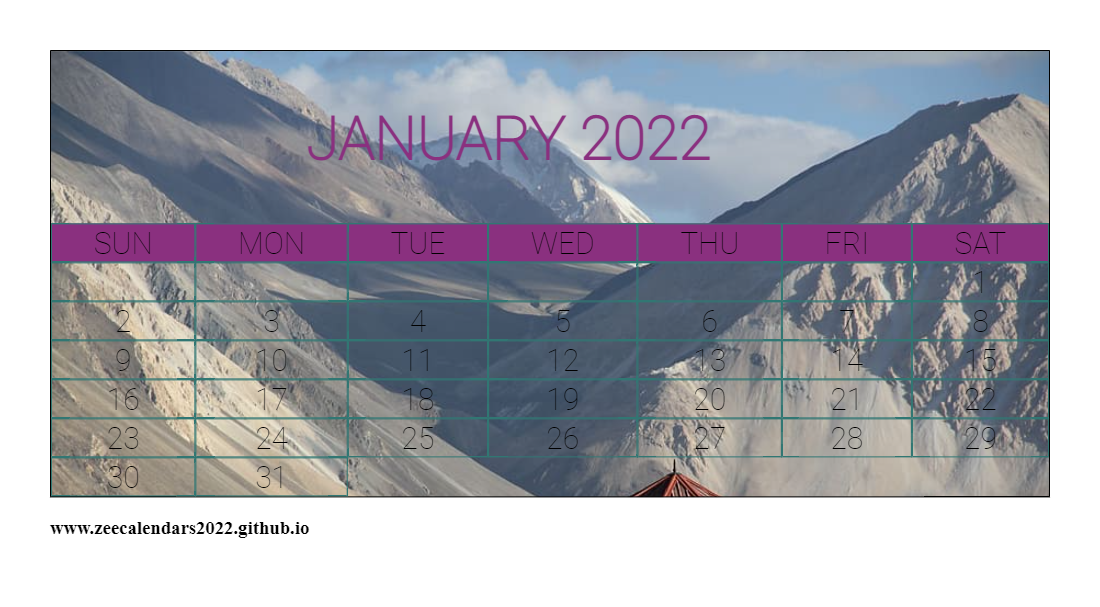 JANUARY 2022
SUN MON TUE WED THU FRI SAT
1
2 3 4 5 6 7 8
9 10 11 12 13 14 15
16 17 18 19 20 21 22
23 24 25 26 27 28 29
30 31
www.zeecalendars2022.github.io